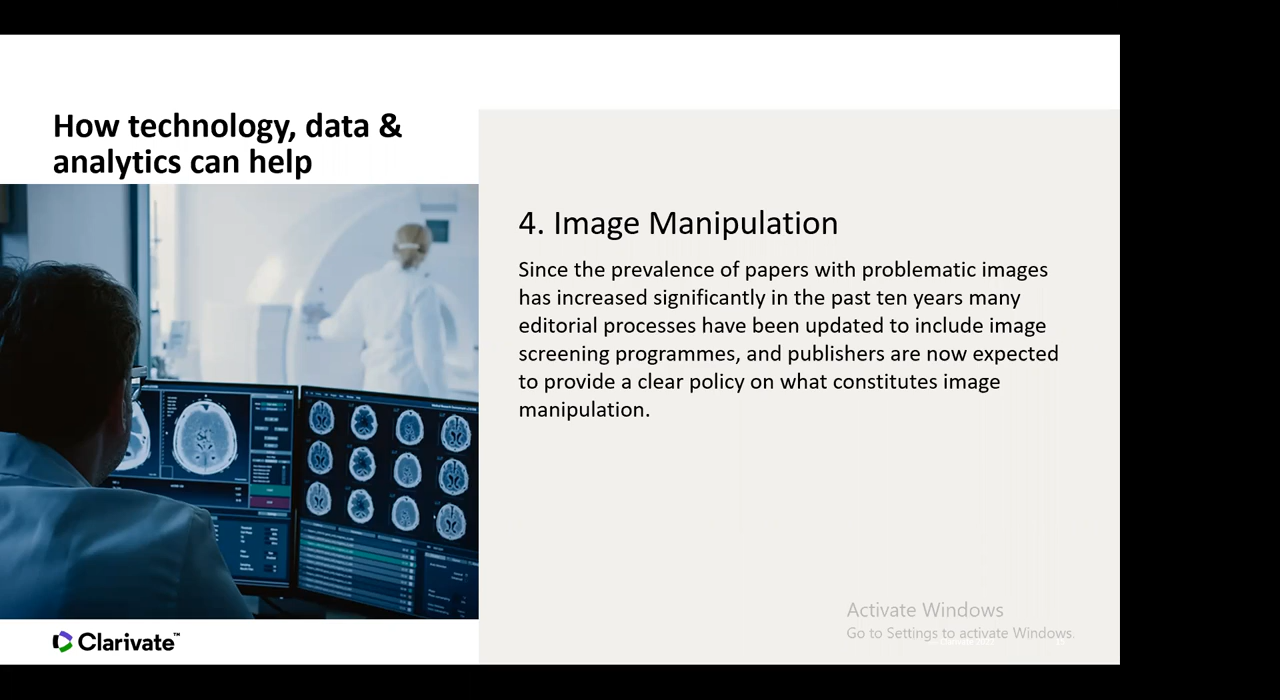 How technology, data &
analytics can help
4. Image Manipulation
Since the prevalence of papers with problematic images
has increased significantly in the past ten years many
editorial processes have been updated to include image
screening programmes, and publishers are now expected
to provide a clear policy on what constitutes image
manipulation.
Activate Windows
Go to Settings to activate Windows.
Clarivate™